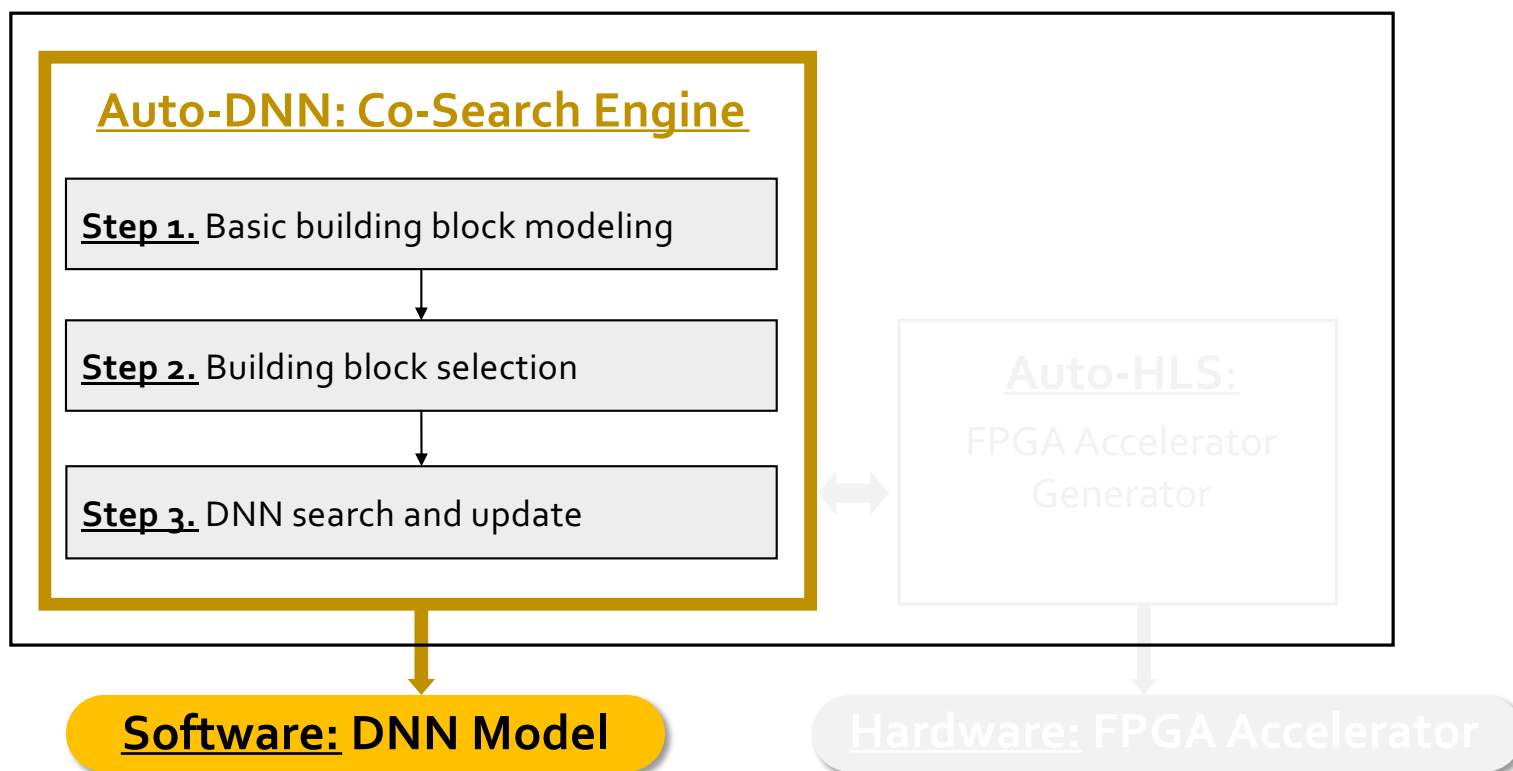 Auto-DNN: Co-Search Engine
Step 1. Basic building block modeling
Step 2. Building block selection
Step 3. DNN search and update
Auto-HLS:
FPGA Accelerator
Generator
Software: DNN Model
Hardware: FPGA Accelerator